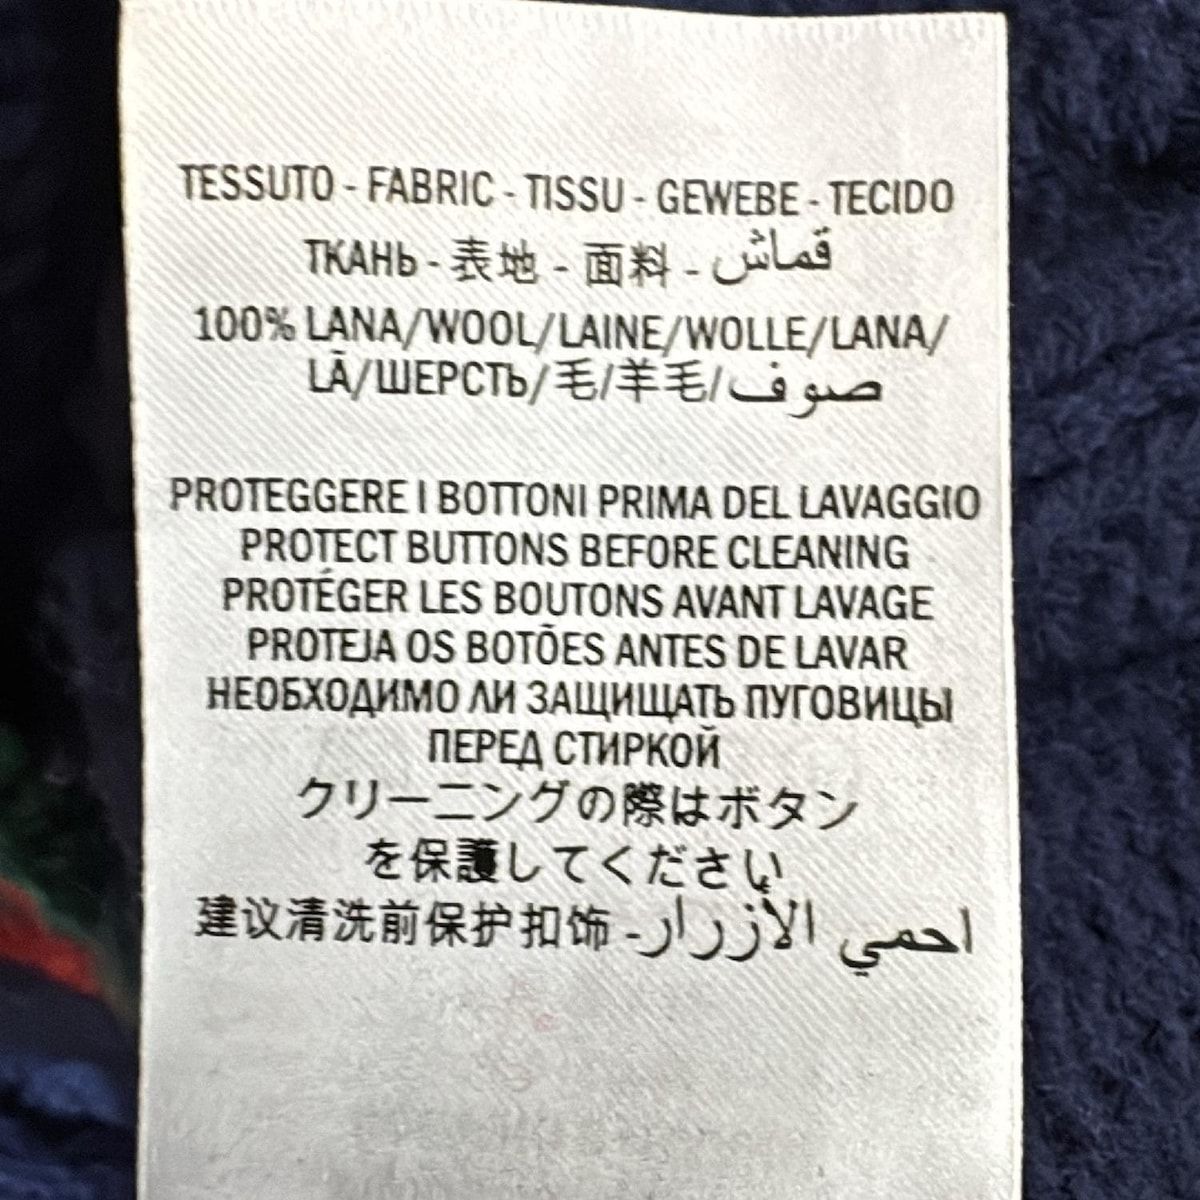 TESSUTO - FABRIC - TISSU - GEWEBE - TECIDO
ТКАНЬ - 表地 - 面料 - قماش
100% LANA/WOOL/LAINE/WOLLE/LANA/
LÃ/ШЕРСТЬ/毛/羊毛/صوف
PROTEGGERE I BOTTONI PRIMA DEL LAVAGGIO
PROTECT BUTTONS BEFORE CLEANING
PROTÉGER LES BOUTONS AVANT LAVAGE
PROTEJA OS BOTÕES ANTES DE LAVAR
НЕОБХОДИМО ЛИ ЗАЩИЩАТЬ ПУГОВИЦЫ
ПЕРЕД СТИРКОЙ
クリーニングの際はボタン
を保護してください
建议清洗前保护扣饰 - احمي الأزرار